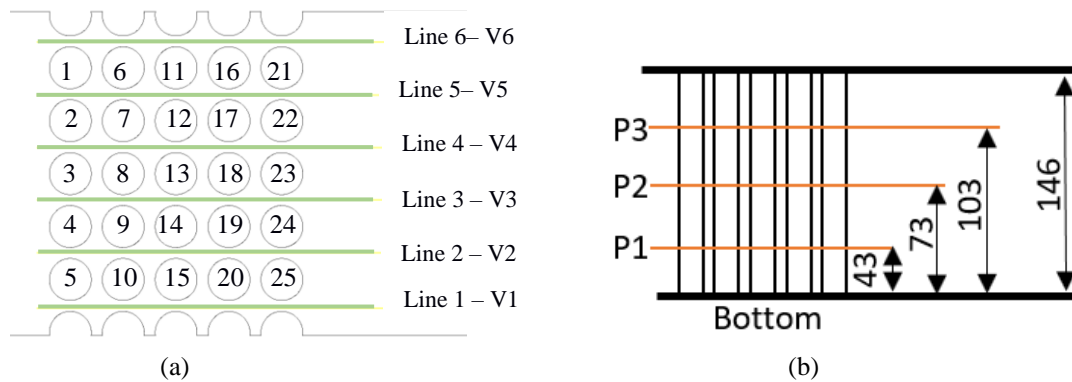 Line 6– V6
1 6 11 16 21
Line 5– V5
2 7 12 17 22
Line 4 – V4
3 8 13 18 23
Line 3 – V3
4 9 14 19 24
Line 2 – V2
5 10 15 20 25
Line 1 – V1
(a)
P3
P2
P1
43
73
103
146
Bottom
(b)